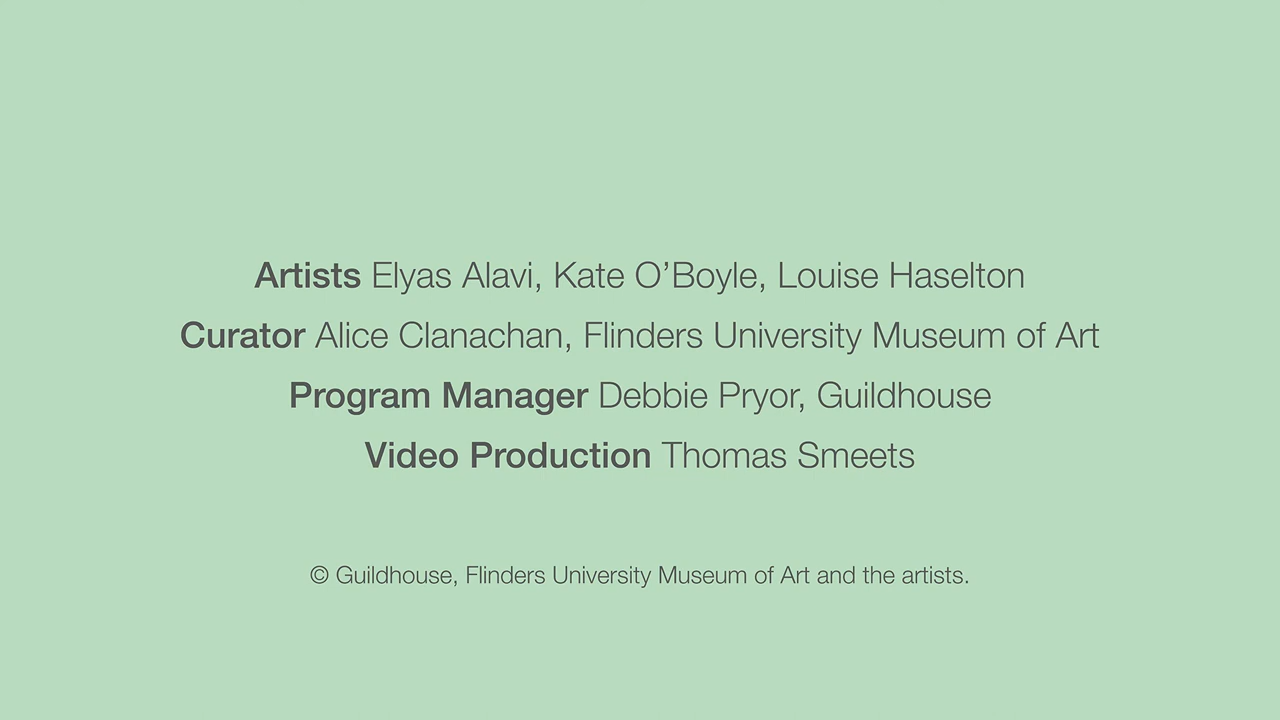 Artists Elyas Alavi, Kate O’Boyle, Louise Haselton
Curator Alice Clanachan, Flinders University Museum of Art
Program Manager Debbie Pryor, Guildhouse
Video Production Thomas Smeets
© Guildhouse, Flinders University Museum of Art and the artists.